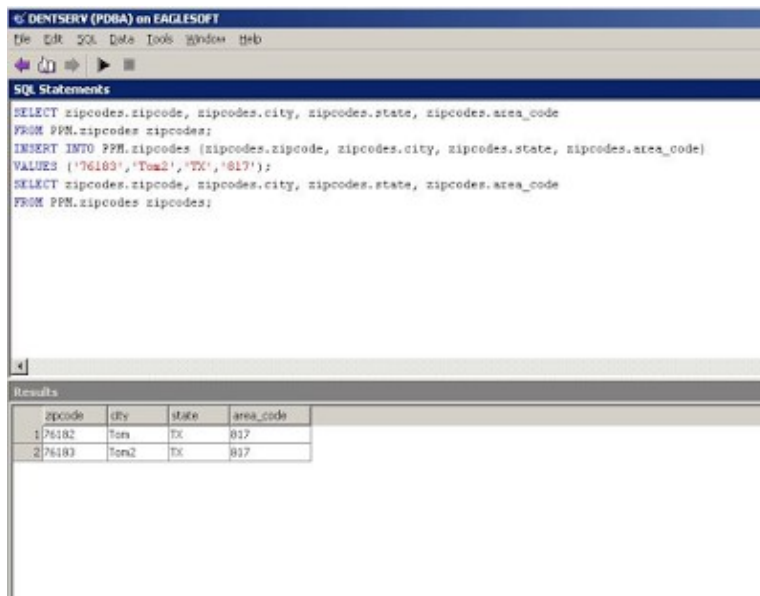 DENTSERV (PDBA) on EAGLESOFT
File Edit SQL Data Tools Window Help
SQL Statements
SELECT zipcodes.zipcode, zipcodes.city, zipcodes.state, zipcodes.area_code
FROM PPM.zipcodes zipcodes;
INSERT INTO PPM.zipcodes (zipcodes.zipcode, zipcodes.city, zipcodes.state, zipcodes.area_code)
VALUES ('76183','Tom2','TX','817');
SELECT zipcodes.zipcode, zipcodes.city, zipcodes.state, zipcodes.area_code
FROM PPM.zipcodes zipcodes;
Results
zipcode city state area_code
1 76182 Tom TX 817
2 76183 Tom2 TX 817